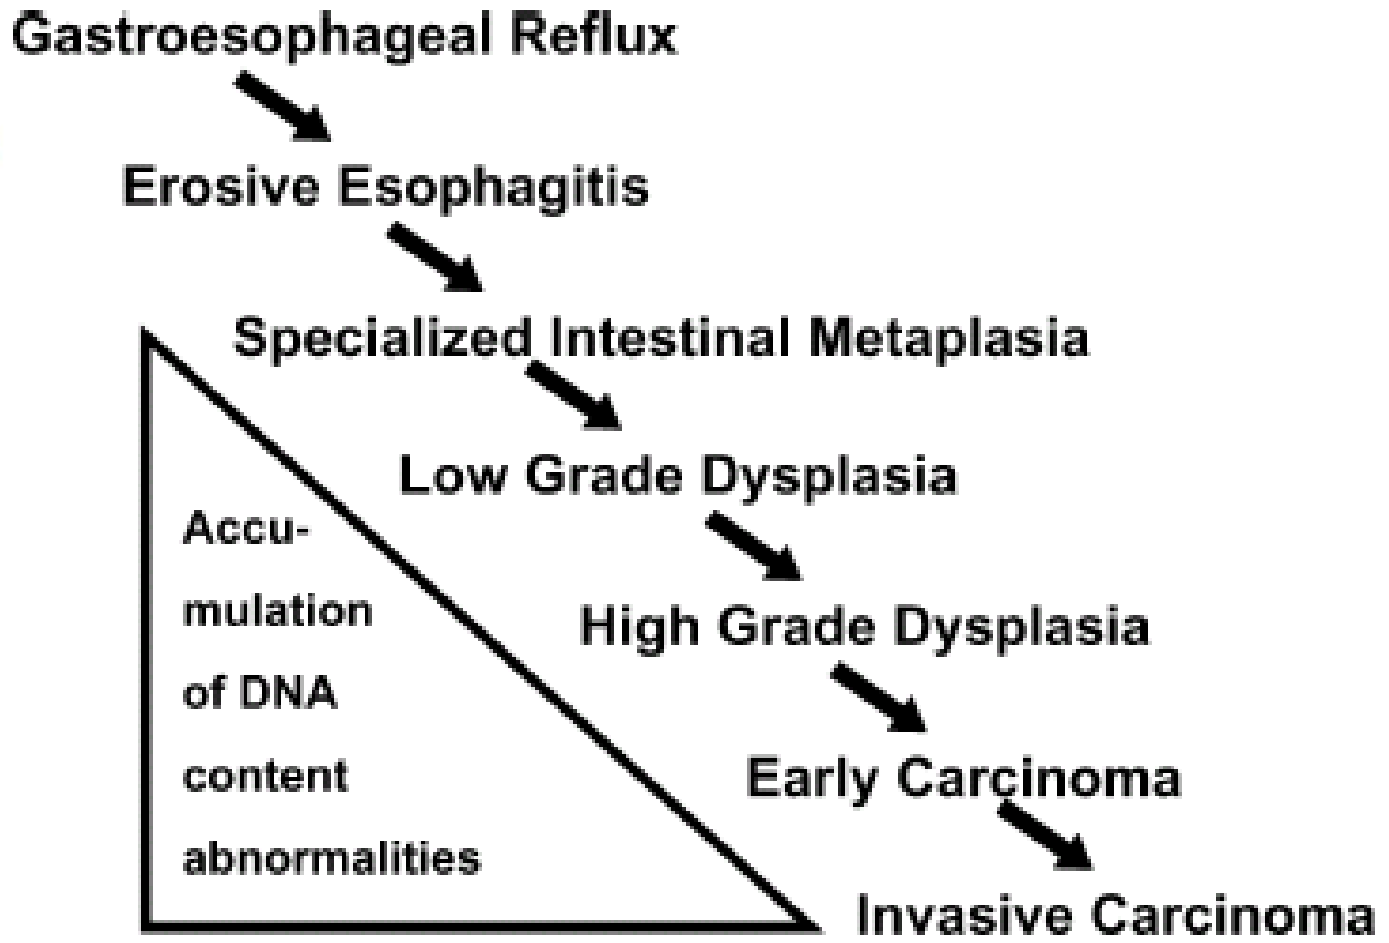 Gastroesophageal Reflux
Erosive Esophagitis
Specialized Intestinal Metaplasia
Low Grade Dysplasia
High Grade Dysplasia
Early Carcinoma
Invasive Carcinoma
Accu-
mulation
of DNA
content
abnormalities